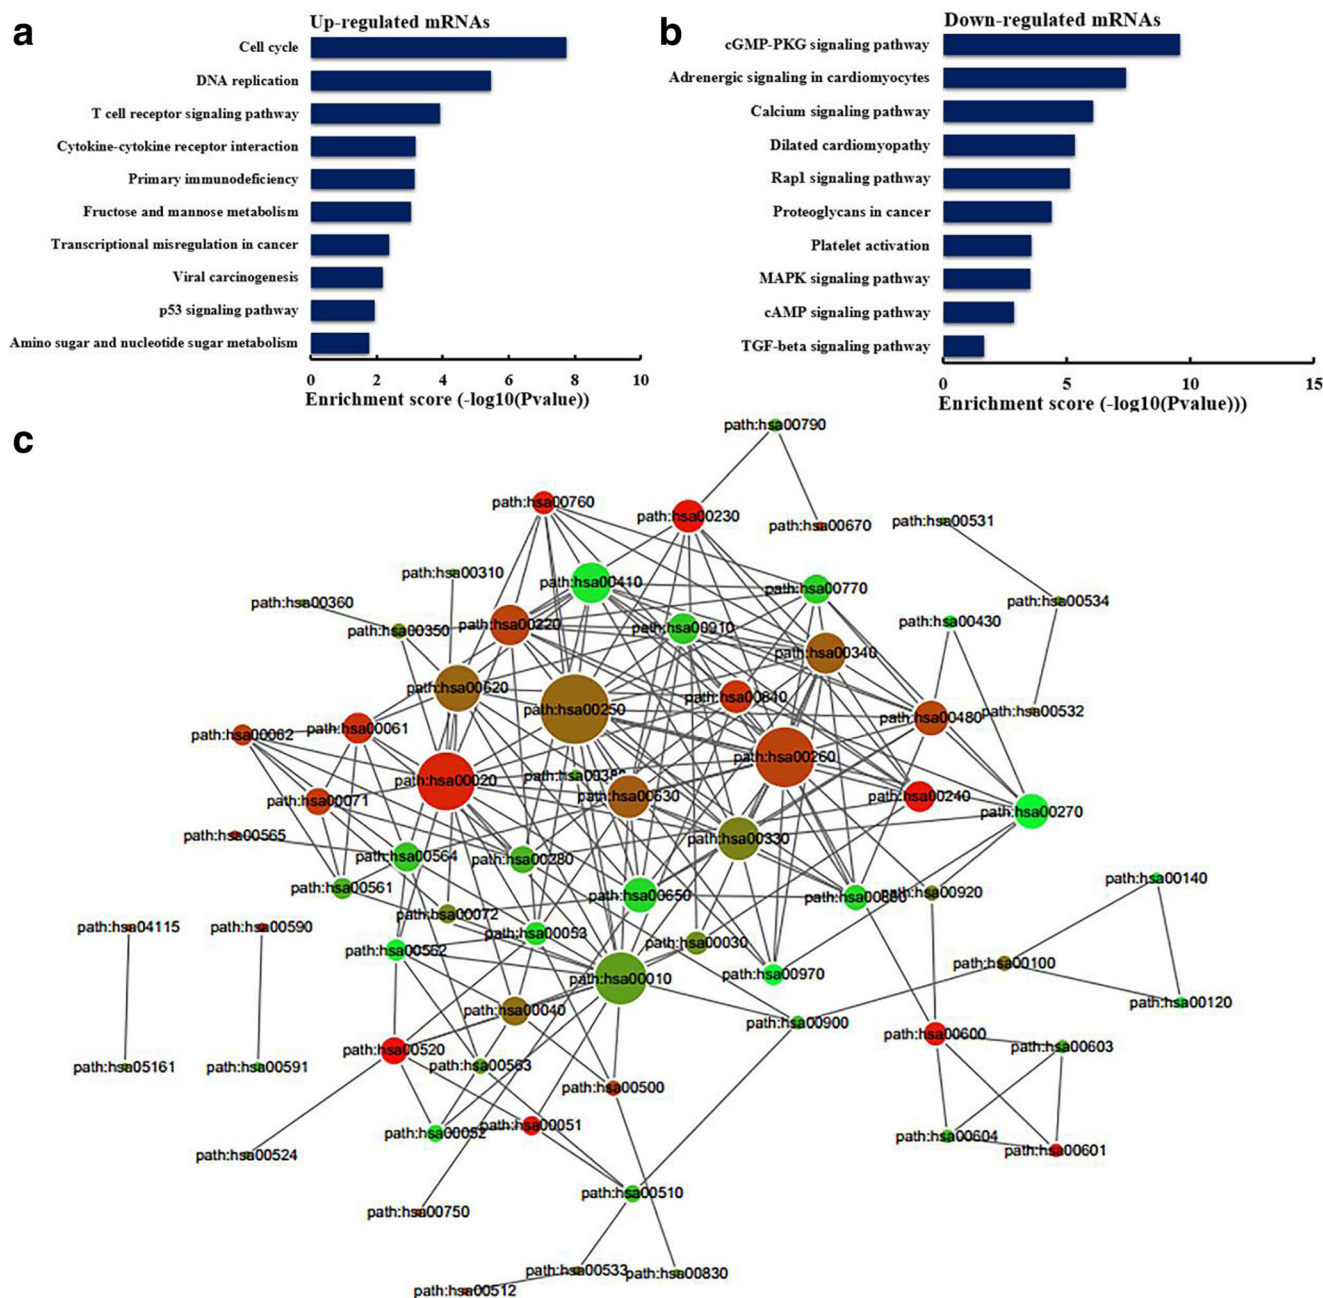 a
Up-regulated mRNAs
Cell cycle
DNA replication
T cell receptor signaling pathway
Cytokine-cytokine receptor interaction
Primary immunodeficiency
Fructose and mannose metabolism
Transcriptional misregulation in cancer
Viral carcinogenesis
p53 signaling pathway
Amino sugar and nucleotide sugar metabolism
0 2 4 6 8 10
Enrichment score (-log10(Pvalue))
b
Down-regulated mRNAs
cGMP-PKG signaling pathway
Adrenergic signaling in cardiomyocytes
Calcium signaling pathway
Dilated cardiomyopathy
Rap1 signaling pathway
Proteoglycans in cancer
Platelet activation
MAPK signaling pathway
cAMP signaling pathway
TGF-beta signaling pathway
0 5 10 15
Enrichment score (-log10(Pvalue)))
c
path:hsa00790
path:hsa00760
path:hsa00230
path:hsa00670
path:hsa00531
path:hsa00310
path:hsa00410
path:hsa00770
path:hsa00360
path:hsa00534
path:hsa00350
path:hsa00220
path:hsa00910
path:hsa00430
path:hsa00340
path:hsa00620
path:hsa00250
path:hsa00480
path:hsa00532
path:hsa00062
path:hsa00061
path:hsa00260
path:hsa00020
path:hsa00071
path:hsa00630
path:hsa00240
path:hsa00270
path:hsa00565
path:hsa00330
path:hsa00564
path:hsa00280
path:hsa00561
path:hsa00650
path:hsa00860
path:hsa00920
path:hsa00140
path:hsa00072
path:hsa04115
path:hsa00590
path:hsa00053
path:hsa00562
path:hsa00030
path:hsa00970
path:hsa00100
path:hsa00010
path:hsa00120
path:hsa00040
path:hsa00900
path:hsa00600
path:hsa00520
path:hsa00603
path:hsa05161
path:hsa00591
path:hsa00563
path:hsa00500
path:hsa00052
path:hsa00051
path:hsa00604
path:hsa00601
path:hsa00524
path:hsa00510
path:hsa00750
path:hsa00533
path:hsa00830
path:hsa00512